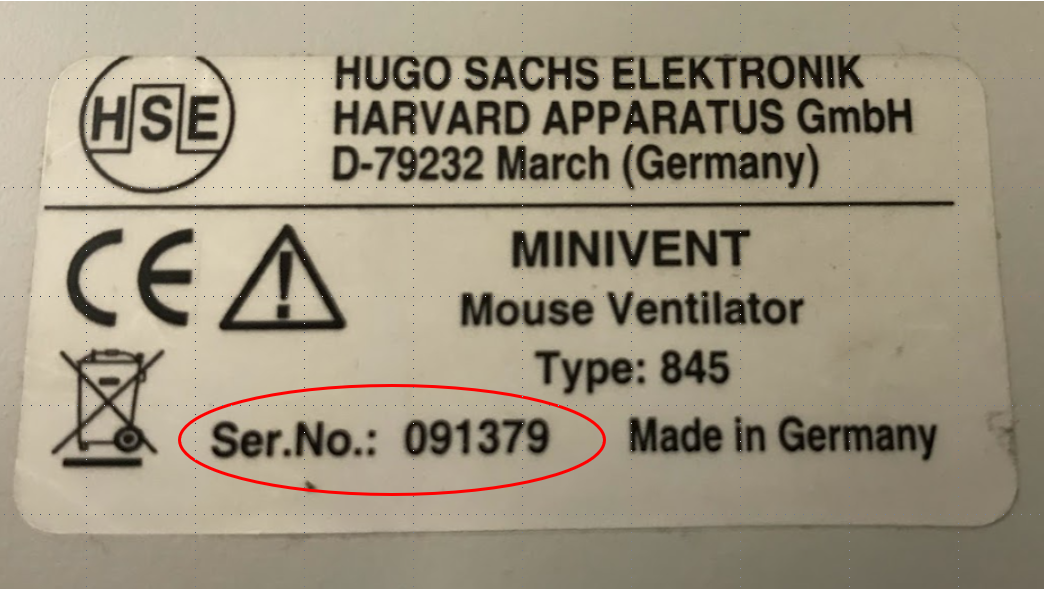 HSE
HUGO SACHS ELEKTRONIK
HARVARD APPARATUS GmbH
D-79232 March (Germany)
CE
MINIVENT
Mouse Ventilator
Type: 845
Ser.No.: 091379 Made in Germany